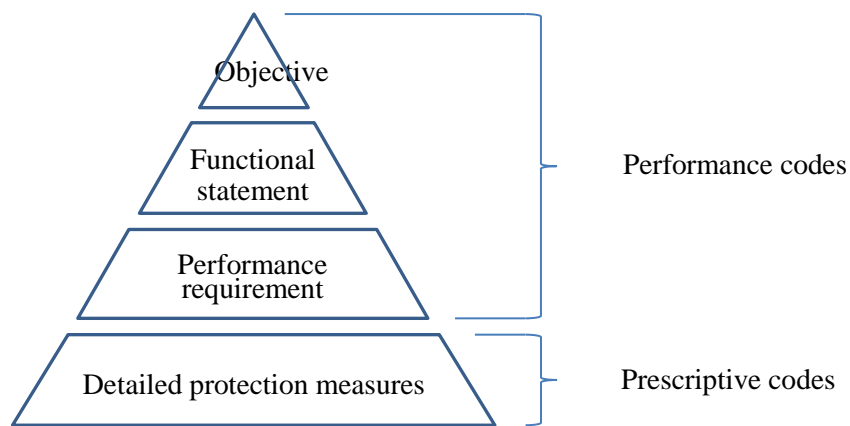 Objective
Functional
statement
Performance codes
Performance
requirement
Detailed protection measures
Prescriptive codes